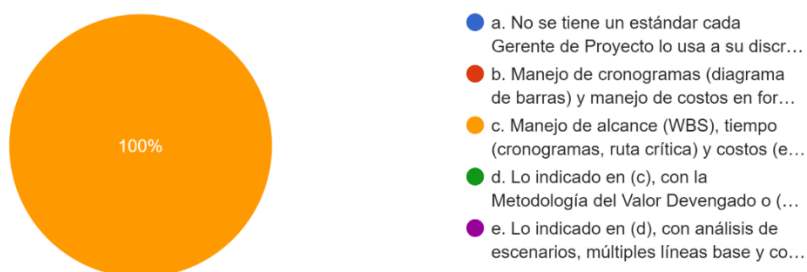 100%
a. No se tiene un estándar cada
Gerente de Proyecto lo usa a su discr...
b. Manejo de cronogramas (diagrama
de barras) y manejo de costos en for...
c. Manejo de alcance (WBS), tiempo
(cronogramas, ruta crítica) y costos (e...
d. Lo indicado en (c), con la
Metodología del Valor Devengado o (...
e. Lo indicado en (d), con análisis de
escenarios, múltiples líneas base y co...